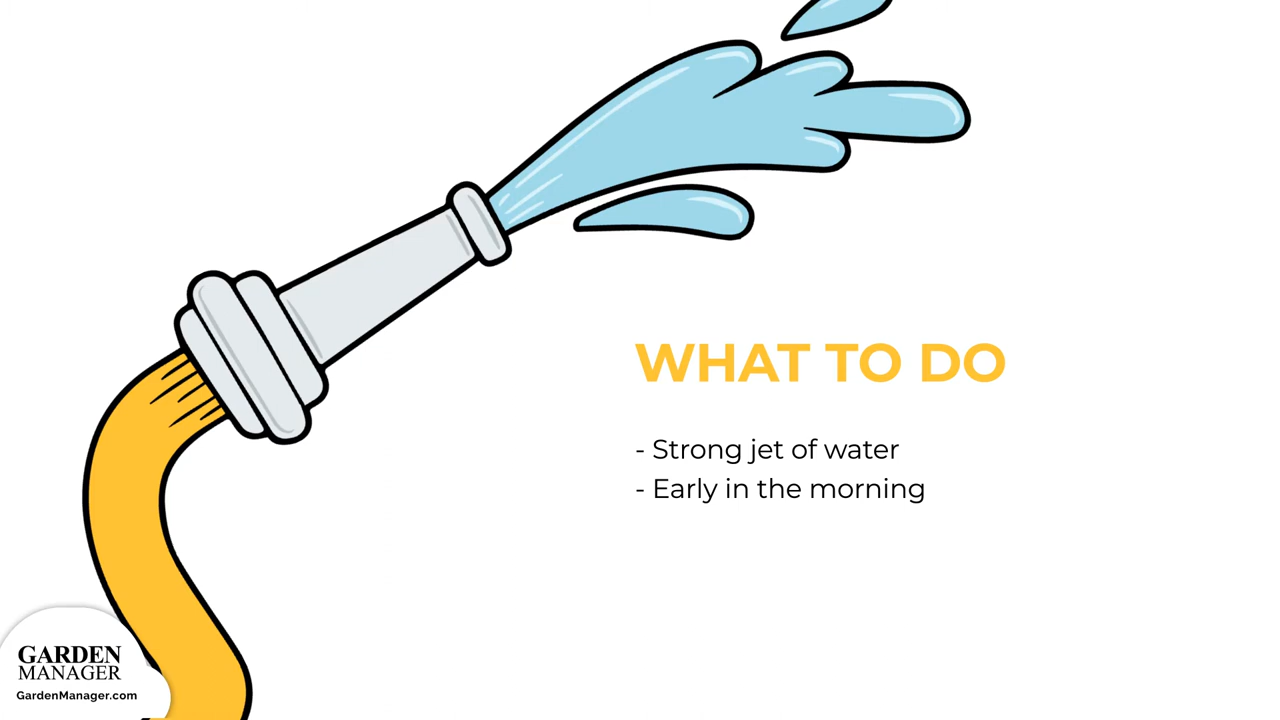 WHAT TO DO
- Strong jet of water
- Early in the morning
GARDEN
MANAGER
GardenManager.com